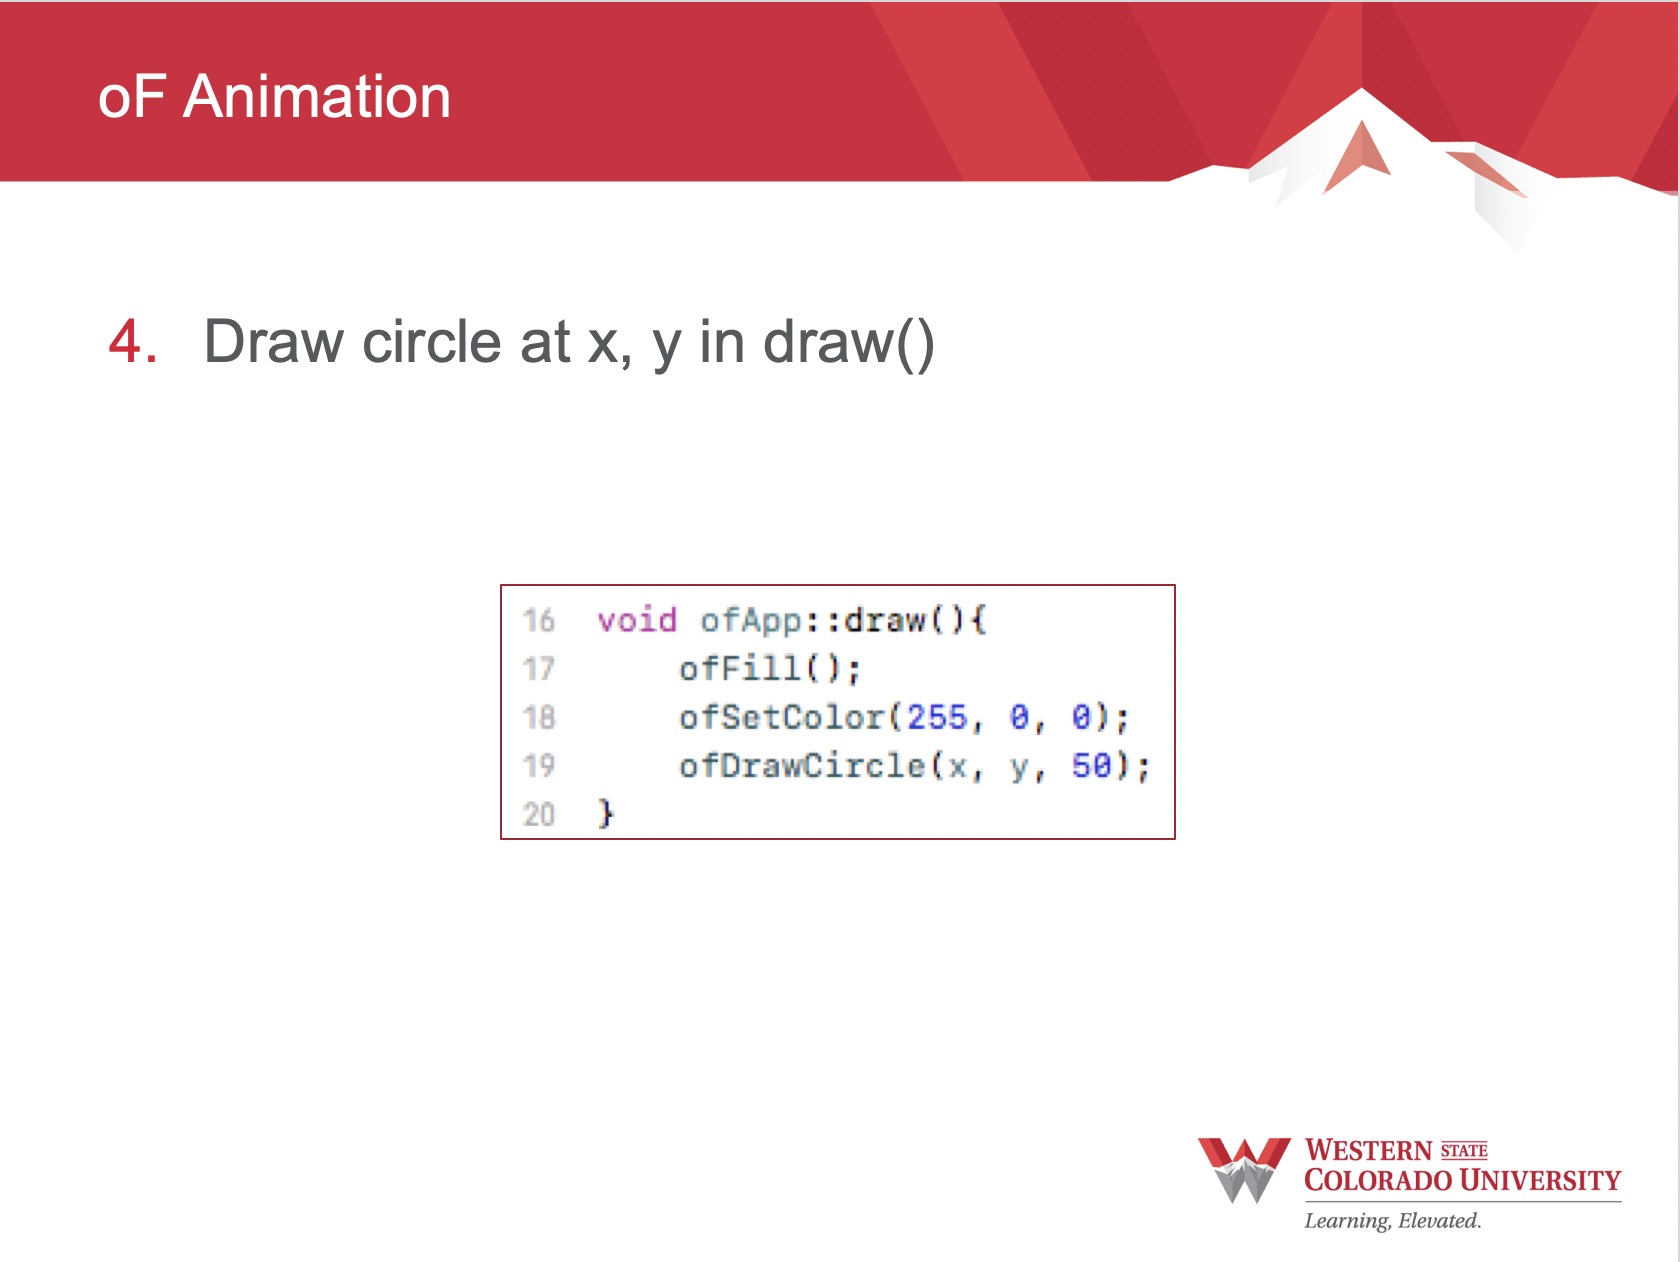 oF Animation
4. Draw circle at x, y in draw()
16 void ofApp::draw(){
17 ofFill();
18 ofSetColor(255, 0, 0);
19 ofDrawCircle(x, y, 50);
20 }
WESTERN STATE
COLORADO UNIVERSITY
Learning, Elevated.